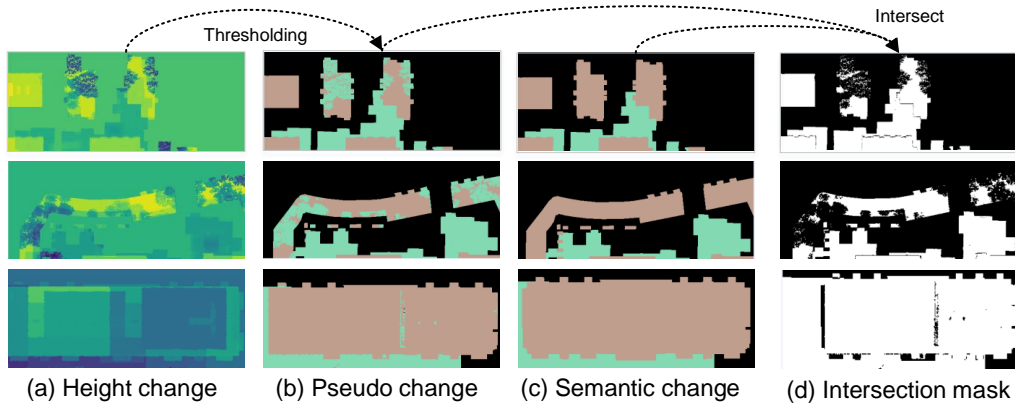 Thresholding
Intersect
(a) Height change
(b) Pseudo change
(c) Semantic change
(d) Intersection mask